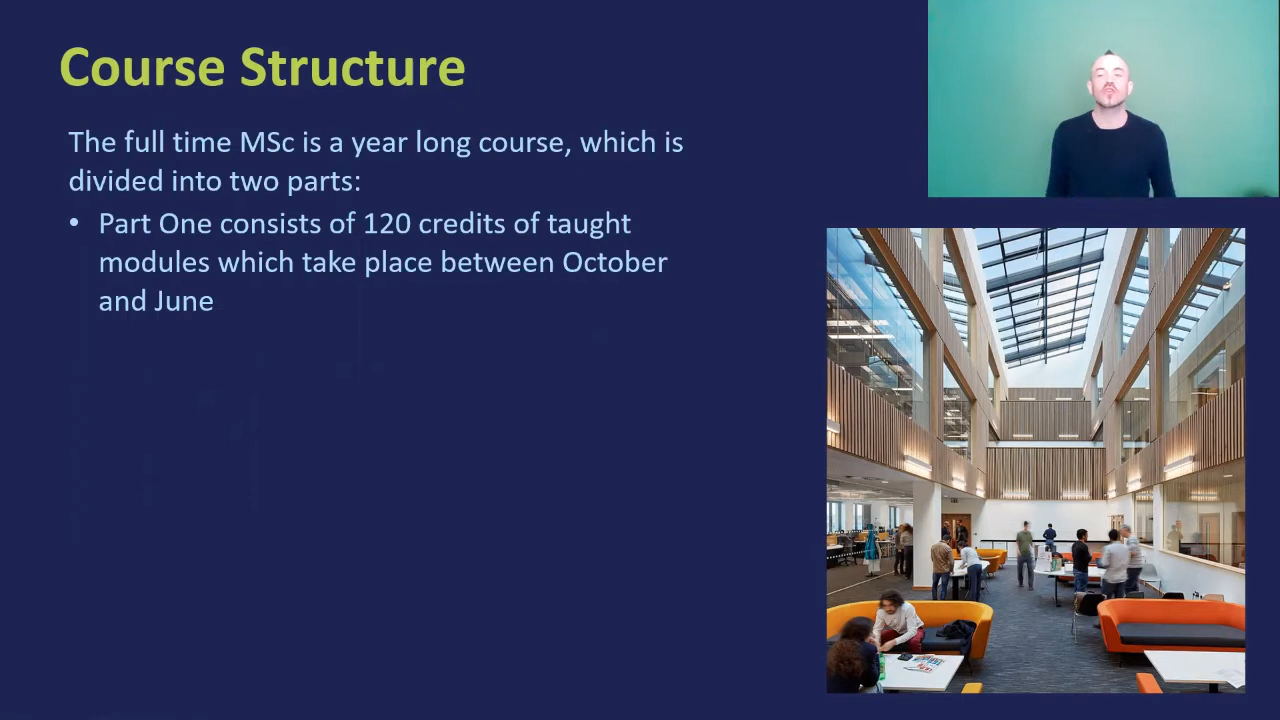 Course Structure
The full time MSc is a year long course, which is
divided into two parts:
• Part One consists of 120 credits of taught
modules which take place between October
and June